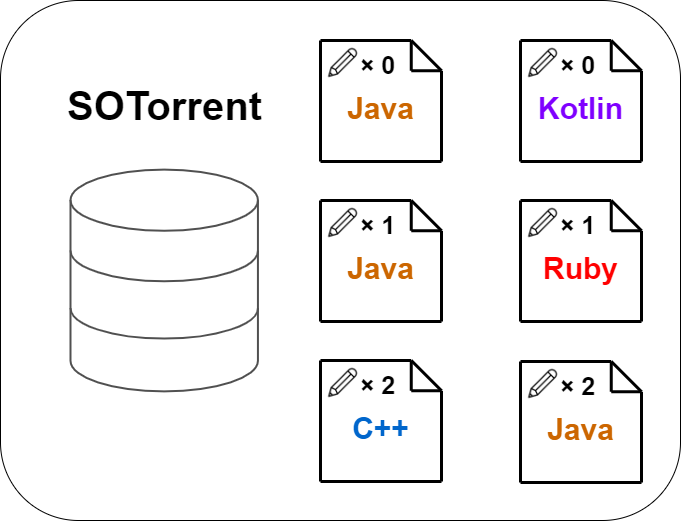 SOTorrent
× 0
Java
× 0
Kotlin
× 1
Java
× 1
Ruby
× 2
C++
× 2
Java